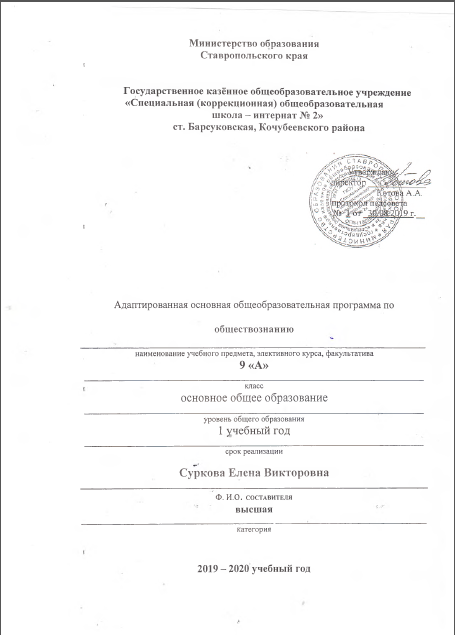 Министерство образования
Ставропольского края
Государственное казённое общеобразовательное учреждение
«Специальная (коррекционная) общеобразовательная
школа – интернат № 2»
ст. Барсуковская, Кочубеевского района
Утверждаю
директор
Котова А.А.
протокол педсовета
№ 1 от 30.08.2019 г.
Адаптированная основная общеобразовательная программа по
обществознанию
наименование учебного предмета, элективного курса, факультатива
9 «А»
класс
основное общее образование
уровень общего образования
1 учебный год
срок реализации
Суркова Елена Викторовна
Ф. И.О. составителя
высшая
категория
2019 – 2020 учебный год